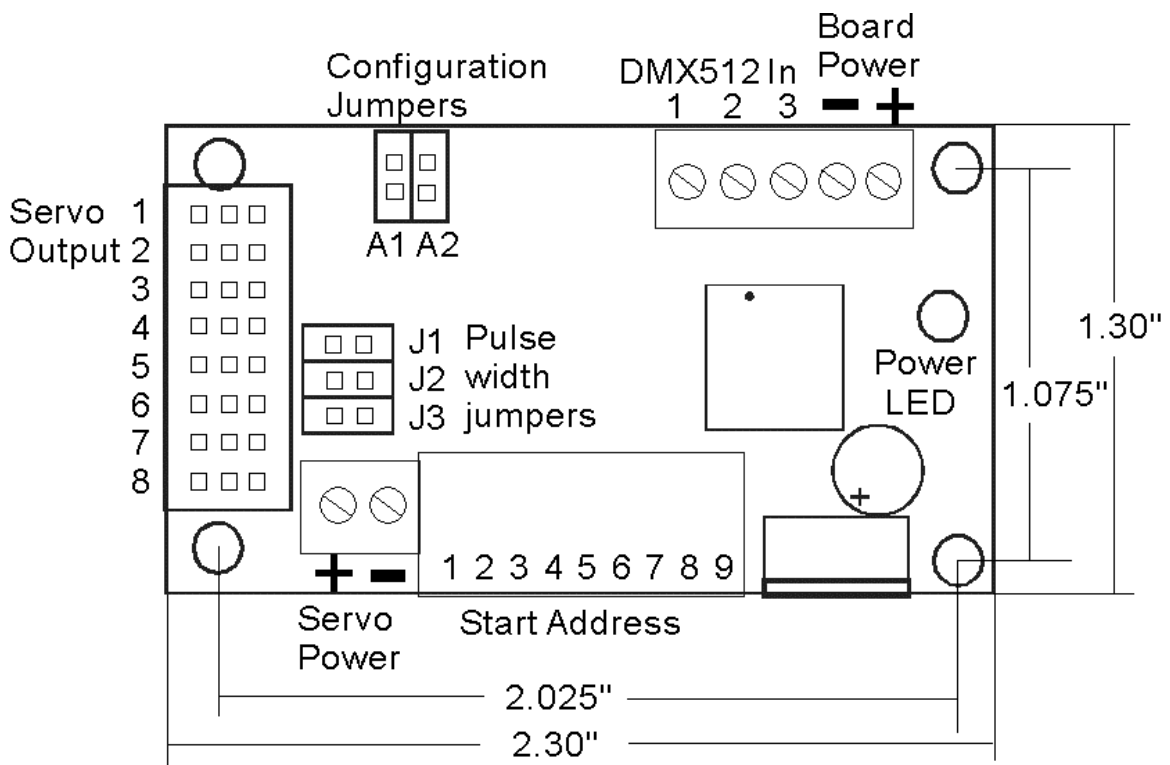 Board
Power
Configuration
Jumpers
DMX512 In
1 2 3 - +
A1 A2
Servo
Output
1
2
3
4
5
6
7
8
J1 Pulse
J2 width
J3 jumpers
Power
LED
1.30"
1.075"
+
1 2 3 4 5 6 7 8 9
+ -
Servo
Power
Start Address
2.025"
2.30"